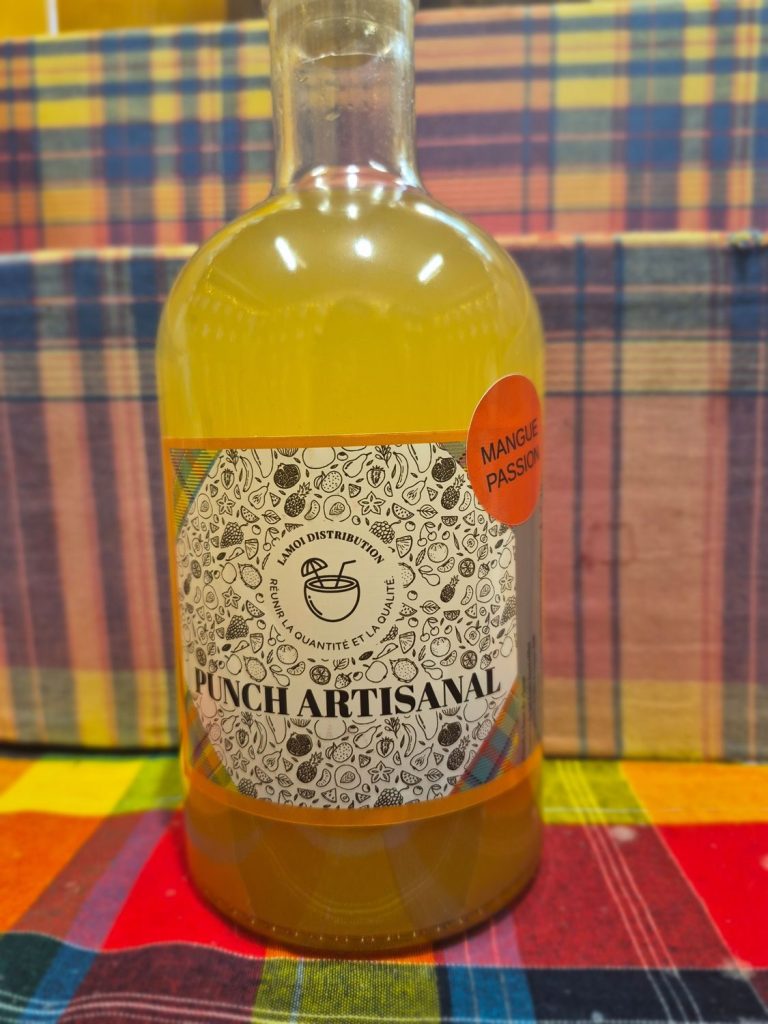 MANGUE
PASSION
LAMOI DISTRIBUTION
RÉUNIR LA QUANTITÉ ET LA QUALITÉ.
PUNCH ARTISANAL